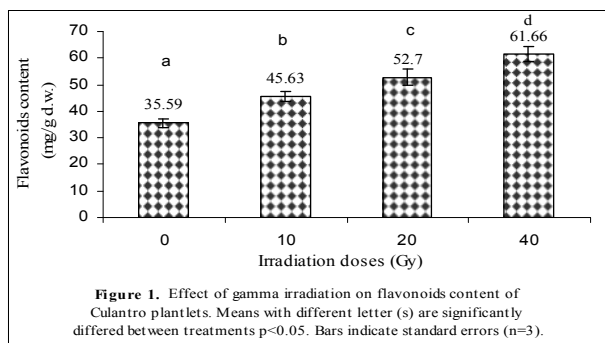 Flavonoids content
(mg/g d.w.)
70
60
50
40
30
20
10
0
a
35.59
b
45.63
c
52.7
d
61.66
0 10 20 40
Irradiation doses (Gy)
Figure 1. Effect of gamma irradiation on flavonoids content of
Culantro plantlets. Means with different letter (s) are significantly
differed between treatments p<0.05. Bars indicate standard errors (n=3).